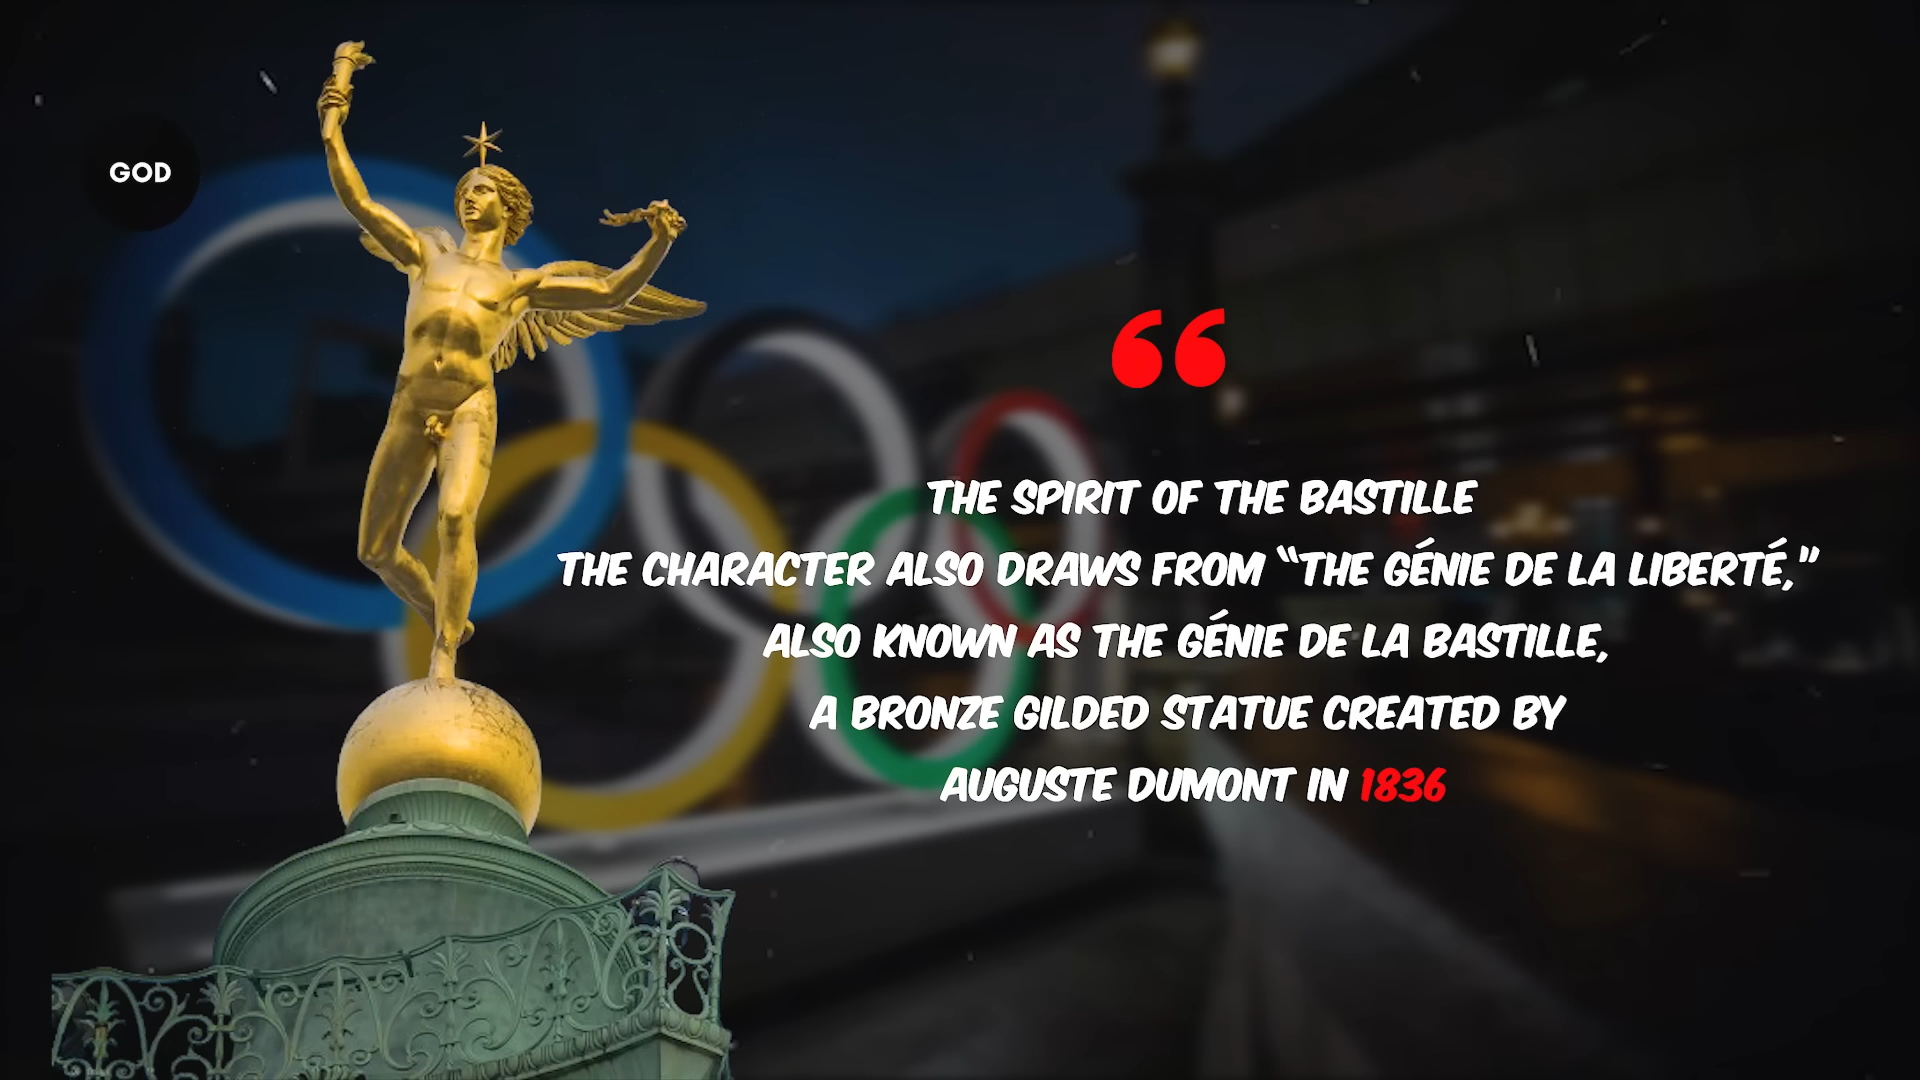 GOD
“
THE SPIRIT OF THE BASTILLE
THE CHARACTER ALSO DRAWS FROM “THE GÉNIE DE LA LIBERTÉ,”
ALSO KNOWN AS THE GÉNIE DE LA BASTILLE,
A BRONZE GILDED STATUE CREATED BY
AUGUSTE DUMONT IN 1836